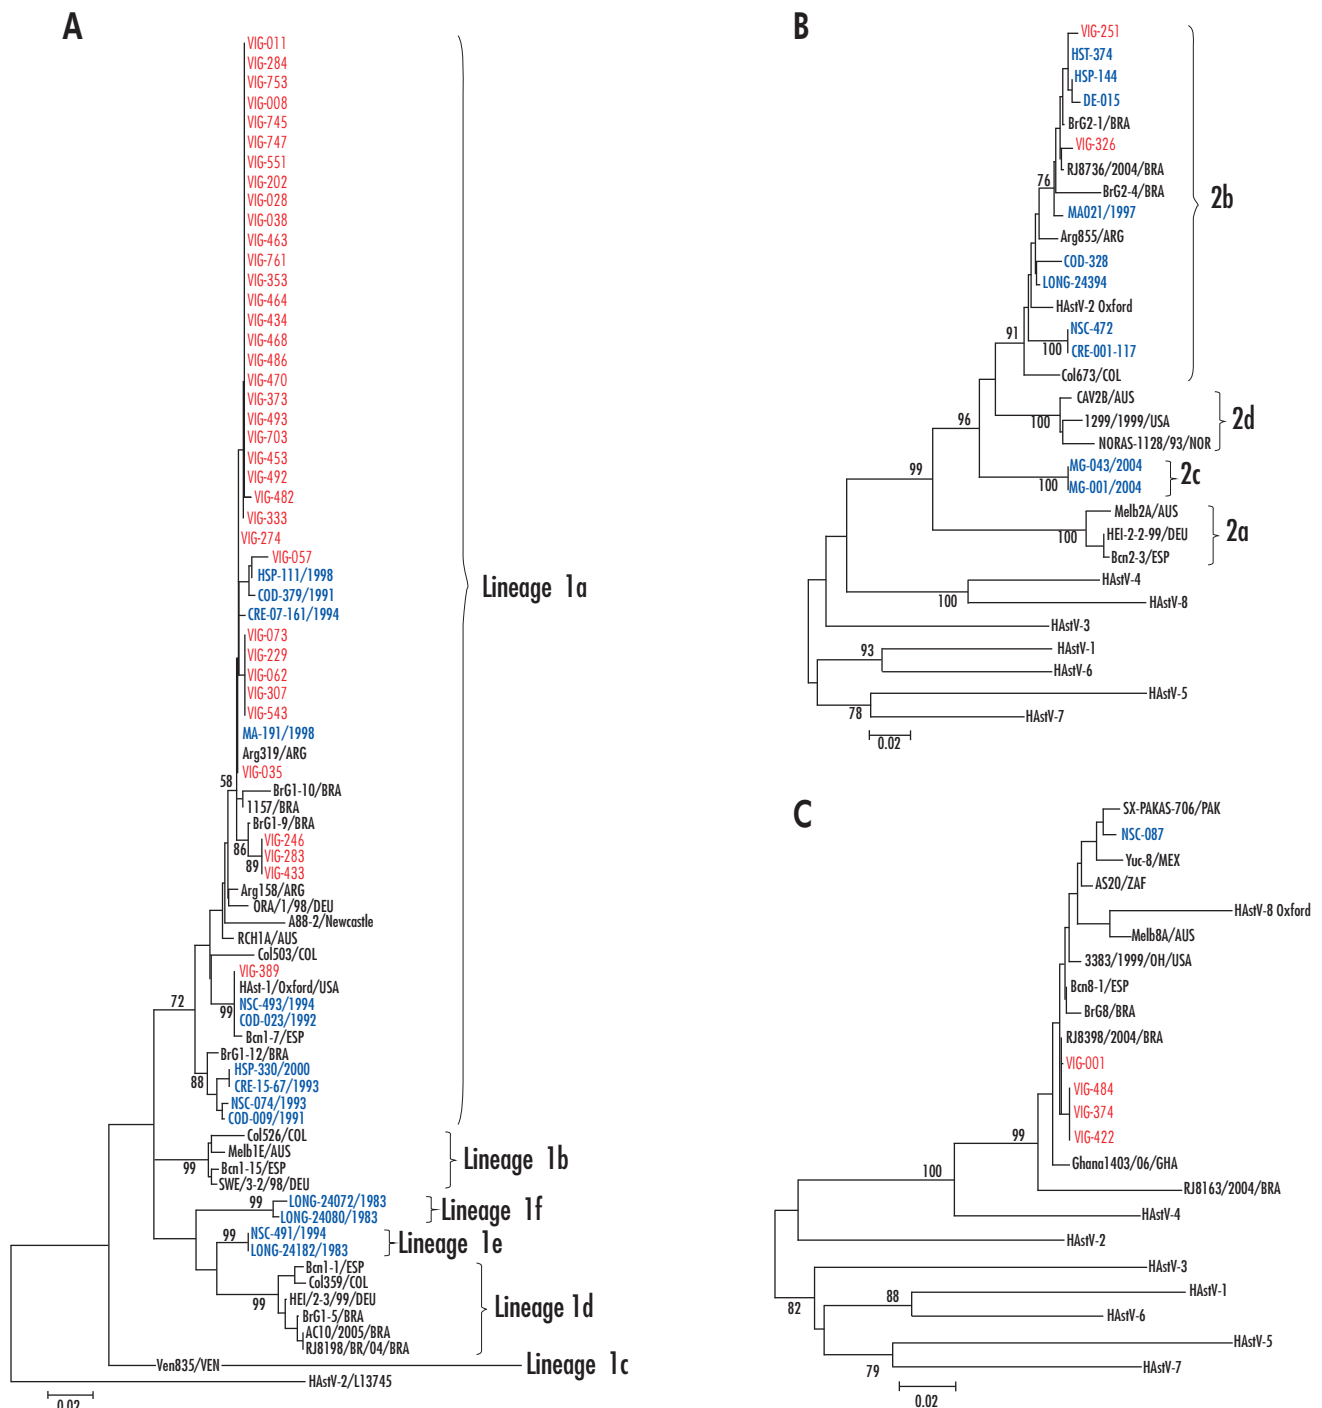 A
VIG-011
VIG-284
VIG-753
VIG-008
VIG-745
VIG-747
VIG-551
VIG-202
VIG-028
VIG-038
VIG-463
VIG-761
VIG-353
VIG-464
VIG-434
VIG-468
VIG-486
VIG-470
VIG-373
VIG-493
VIG-703
VIG-453
VIG-492
VIG-482
VIG-333
VIG-274
VIG-057
HSP-111/1998
COD-379/1991
CRE-07-161/1994
VIG-073
VIG-229
VIG-062
VIG-307
VIG-543
MA-191/1998
Arg319/ARG
VIG-035
58
BrG1-10/BRA
1157/BRA
BrG1-9/BRA
VIG-246
86
VIG-283
89
VIG-433
Arg158/ARG
ORA/1/98/DEU
A88-2/Newcastle
RCH1A/AUS
Col503/COL
VIG-389
HAst-1/Oxford/USA
72
NSC-493/1994
99
COD-023/1992
Bcn1-7/ESP
BrG1-12/BRA
HSP-330/2000
88
CRE-15-67/1993
NSC-074/1993
COD-009/1991
Lineage 1a
Col526/COL
Melb1E/AUS
99
Bcn1-15/ESP
SWE/3-2/98/DEU
Lineage 1b
99
LONG-24072/1983
LONG-24080/1983
Lineage 1f
99
NSC-491/1994
LONG-24182/1983
Lineage 1e
Bcn1-1/ESP
Col359/COL
99
HEI/2-3/99/DEU
BrG1-5/BRA
AC10/2005/BRA
RJ8198/BR/04/BRA
Lineage 1d
Ven835/VEN
Lineage 1c
HAstV-2/L13745
0.02
B
VIG-251
HST-374
HSP-144
DE-015
BrG2-1/BRA
VIG-326
RJ8736/2004/BRA
76
BrG2-4/BRA
MA021/1997
Arg855/ARG
COD-328
LONG-24394
HAstV-2 Oxford
91
NSC-472
100
CRE-001-117
Col673/COL
2b
CAV2B/AUS
100
1299/1999/USA
NORAS-1128/93/NOR
2d
96
MG-043/2004
99
100
MG-001/2004
2c
Melb2A/AUS
100
HEI-2-2-99/DEU
Bcn2-3/ESP
2a
HAstV-4
100
HAstV-8
HAstV-3
93
HAstV-1
HAstV-6
HAstV-5
78
HAstV-7
0.02
C
SX-PAKAS-706/PAK
NSC-087
Yuc-8/MEX
AS20/ZAF
HAstV-8 Oxford
Melb8A/AUS
3383/1999/OH/USA
Bcn8-1/ESP
BrG8/BRA
RJ8398/2004/BRA
VIG-001
VIG-484
VIG-374
99
VIG-422
Ghana1403/06/GHA
100
RJ8163/2004/BRA
HAstV-4
HAstV-2
HAstV-3
82
88
HAstV-1
HAstV-6
HAstV-5
79
HAstV-7
0.02